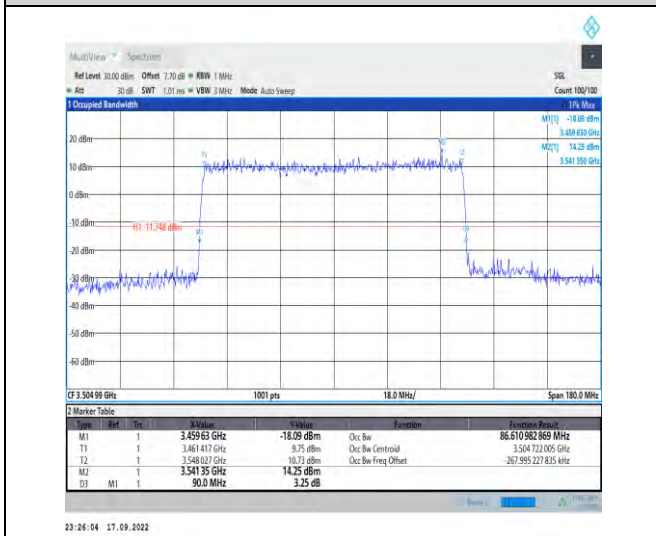 MultiView Spectrum
Ref Level 30.00 dBm Offset 7.70 dB RBW 1 MHz SGL
Att 30 dB SWT 1.01 ms VBW 3 MHz Mode Auto Sweep Count 100/100
1 Occupied Bandwidth 1Pk Max
M1[1] -18.09 dBm
3.459 630 GHz
M2[1] 14.25 dBm
3.541 350 GHz
20 dBm
10 dBm
0 dBm
-10 dBm
H1 -11.748 dBm
-20 dBm
-30 dBm
-40 dBm
-50 dBm
-60 dBm
T1
M2
T2
M1
D3
CF 3.504 99 GHz 1001 pts 18.0 MHz/ Span 180.0 MHz
2 Marker Table
Type Ref Trc X-Value Y-Value Function Function Result
M1 1 3.459 63 GHz -18.09 dBm Occ Bw 86.610 982 869 MHz
T1 1 3.461 417 GHz 9.75 dBm Occ Bw Centroid 3.504 722 005 GHz
T2 1 3.548 027 GHz 10.73 dBm Occ Bw Freq Offset -267.995 227 835 kHz
M2 1 3.541 35 GHz 14.25 dBm
D3 M1 1 90.0 MHz 3.25 dB
23:26:04 17.09.2022